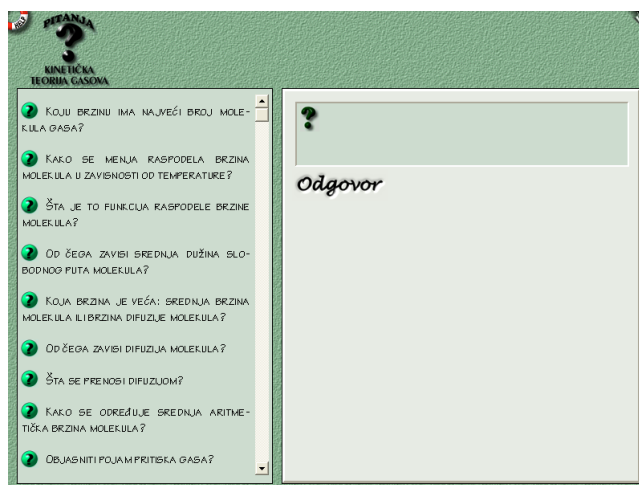 HELP
PITANJA
?
KINETIČKA
TEORIJA GASOVA
? KOJU BRZINU IMA NAJVEĆI BROJ MOLE-
KULA GASA?
? KAKO SE MENJA RASPODELA BRZINA
MOLEKULA U ZAVISNOSTI OD TEMPERATURE?
? ŠTA JE TO FUNKCIJA RASPODELE BRZINE
MOLEKULA?
? OD ČEGA ZAVISI SREDNJA DUŽINA SLO-
BODNOG PUTA MOLEKULA?
? KOJA BRZINA JE VEĆA: SREDNJA BRZINA
MOLEKULA ILI BRZINA DIFUZIJE MOLEKULA?
? OD ČEGA ZAVISI DIFUZIJA MOLEKULA?
? ŠTA SE PRENOSI DIFUZIJOM?
? KAKO SE ODREĐUJE SREDNJA ARITME-
TIČKA BRZINA MOLEKULA?
? OBJASNITI POJAM PRITISKA GASA?
?
Odgovor